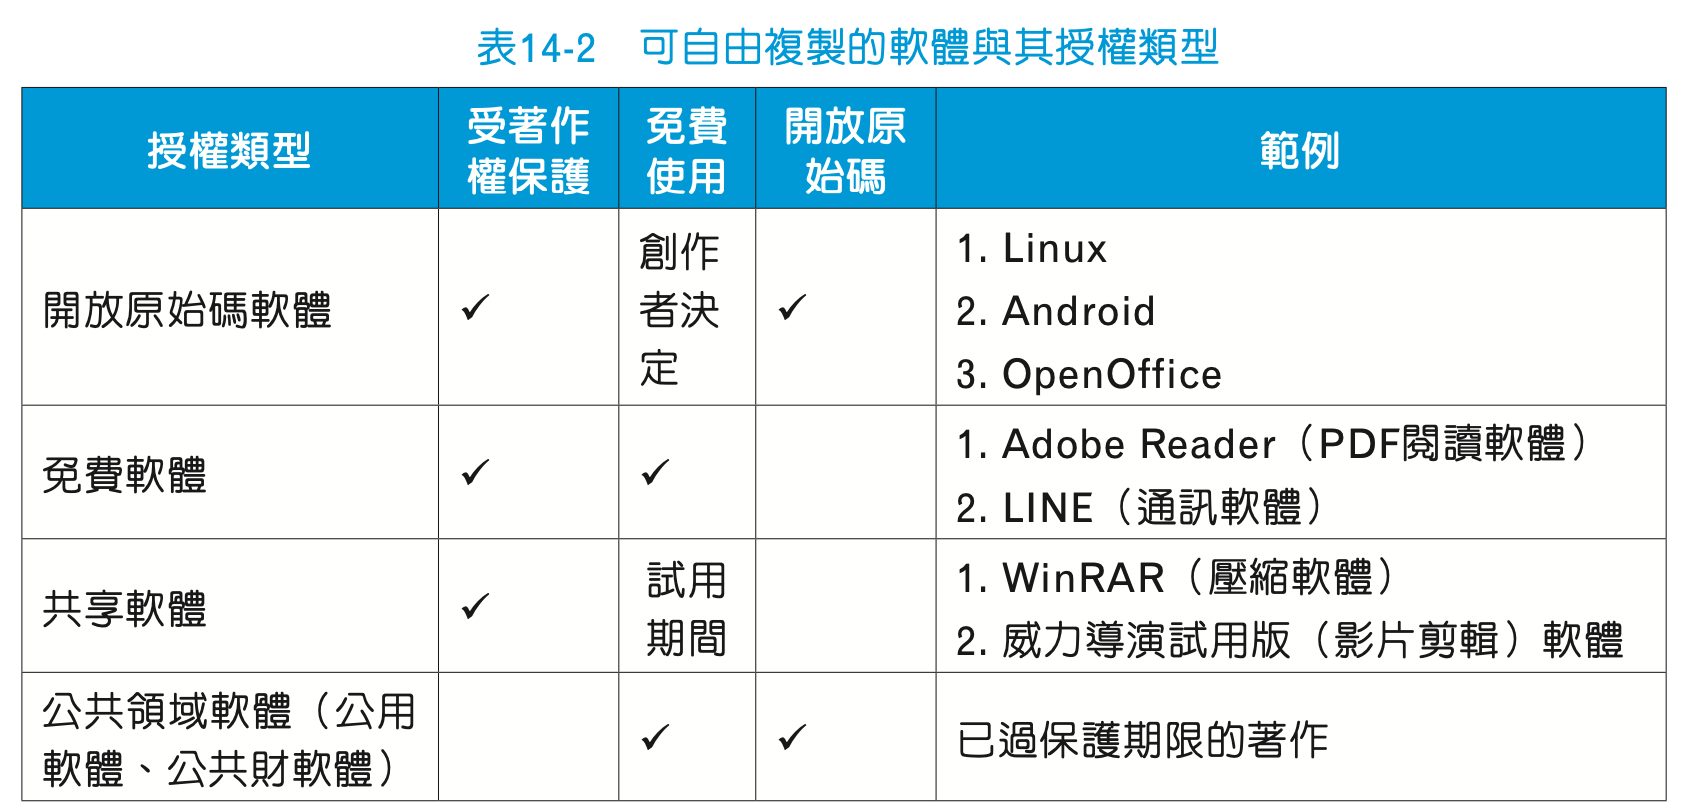 表14-2　可自由複製的軟體與其授權類型
授權類型
受著作
權保護
免費
使用
開放原
始碼
範例
開放原始碼軟體
✓
創作
者決
定
✓
1. Linux
2. Android
3. OpenOffice
免費軟體
✓
✓
1. Adobe Reader（PDF閱讀軟體）
2. LINE（通訊軟體）
共享軟體
✓
試用
期間
1. WinRAR（壓縮軟體）
2. 威力導演試用版（影片剪輯）軟體
公共領域軟體（公用
軟體、公共財軟體）
✓
✓
已過保護期限的著作